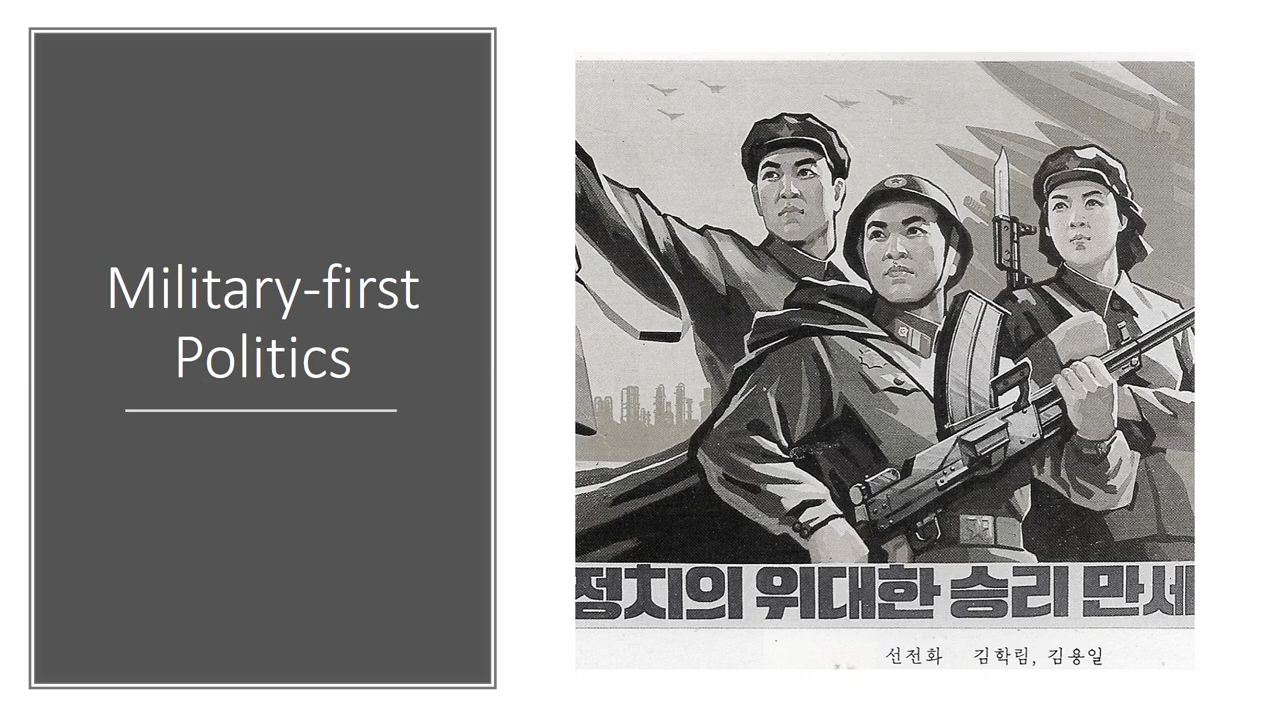 Military-first
Politics
정치의 위대한 승리 만세
선전화 김학림, 김용일